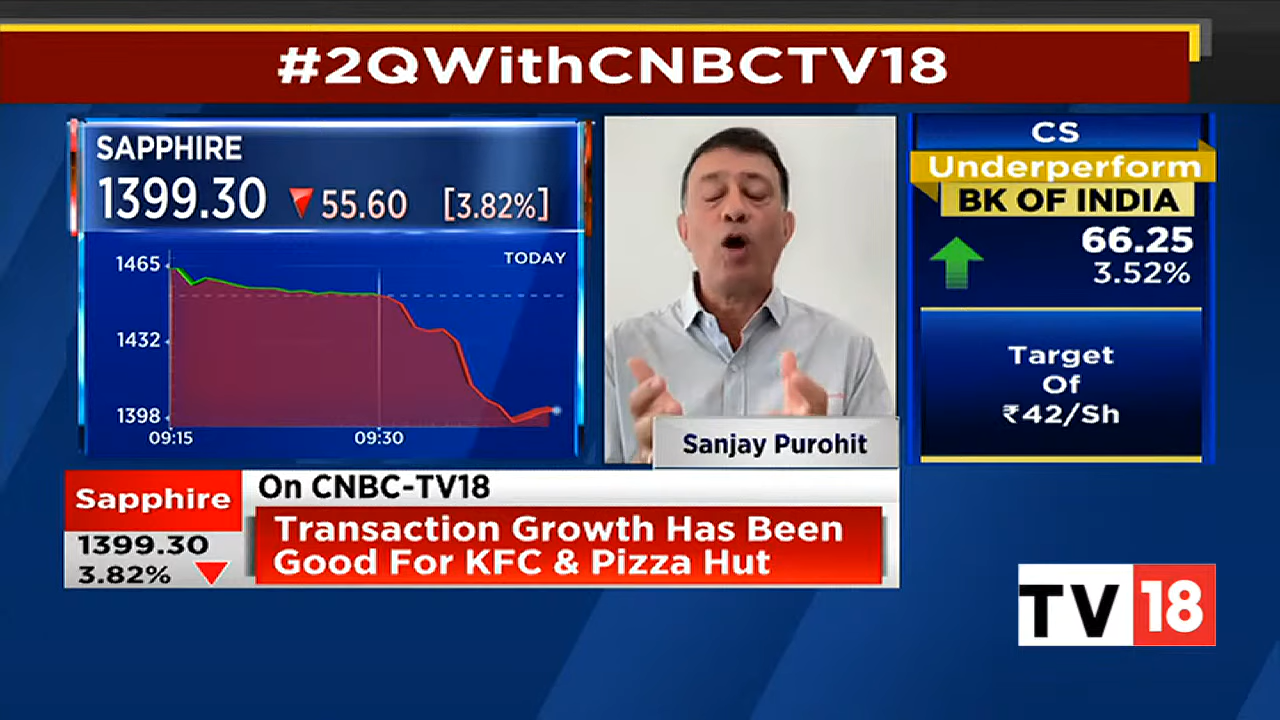 #2QWithCNBCTV18
SAPPHIRE
1399.30 ▼ 55.60 [3.82%]
TODAY
1465
1432
1398
09:15 09:30
Sanjay Purohit
CS
Underperform
BK OF INDIA
66.25
3.52%
Target
Of
₹42/Sh
Sapphire
1399.30
3.82% ▼
On CNBC-TV18
Transaction Growth Has Been
Good For KFC & Pizza Hut
TV18